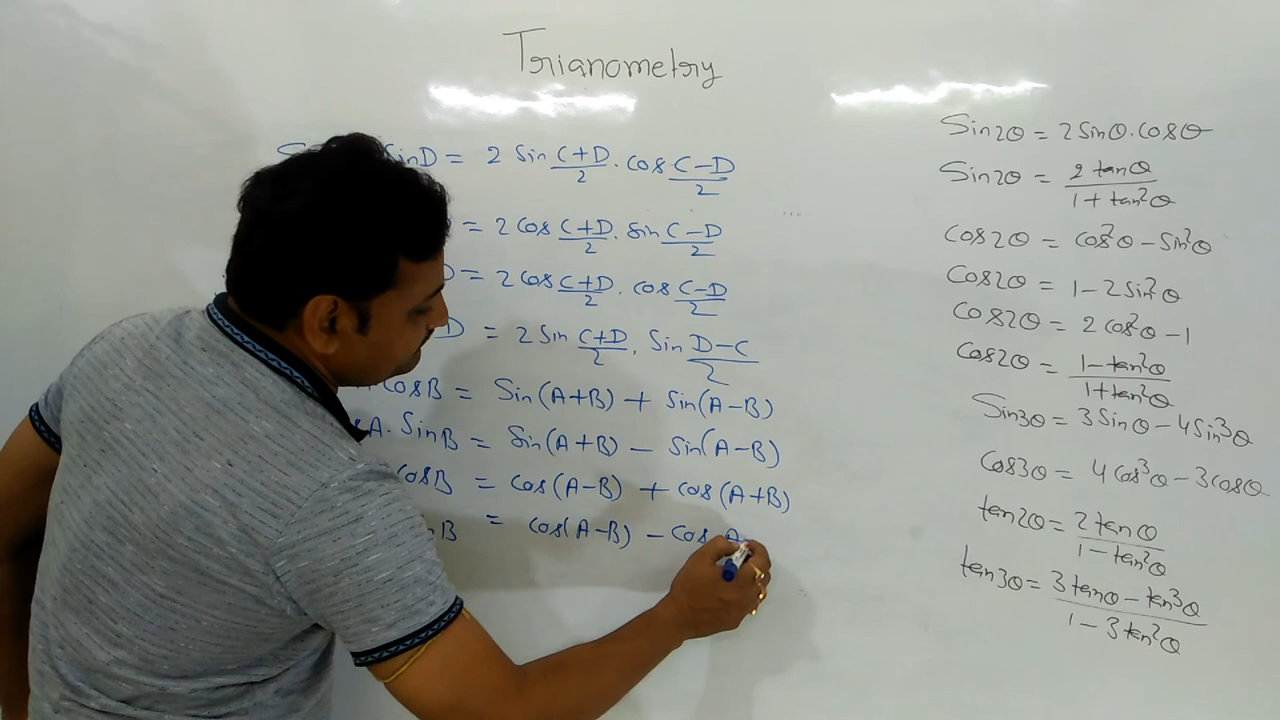 Trianometry
SinD = 2 Sin C+D/2 . Cos C-D/2
= 2 Cos C+D/2 . Sin C-D/2
D = 2 Cos C+D/2 . Cos C-D/2
D = 2 Sin C+D/2 . Sin D-C/2
CosB = Sin(A+B) + Sin(A-B)
A. SinB = Sin(A+B) - Sin(A-B)
CosB = Cos(A-B) + Cos(A+B)
nB = Cos(A-B) - Cos A
Sin2θ = 2Sinθ.Cosθ
Sin2θ = 2tanθ/1+tan²θ
Cos2θ = Cos²θ - Sin²θ
Cos2θ = 1-2Sin²θ
Cos2θ = 2Cos²θ-1
Cos2θ = 1-tan²θ/1+tan²θ
Sin3θ = 3Sinθ-4Sin³θ
Cos3θ = 4Cos³θ-3Cosθ
tan2θ = 2tanθ/1-tan²θ
tan3θ = 3tanθ-tan³θ/1-3tan²θ